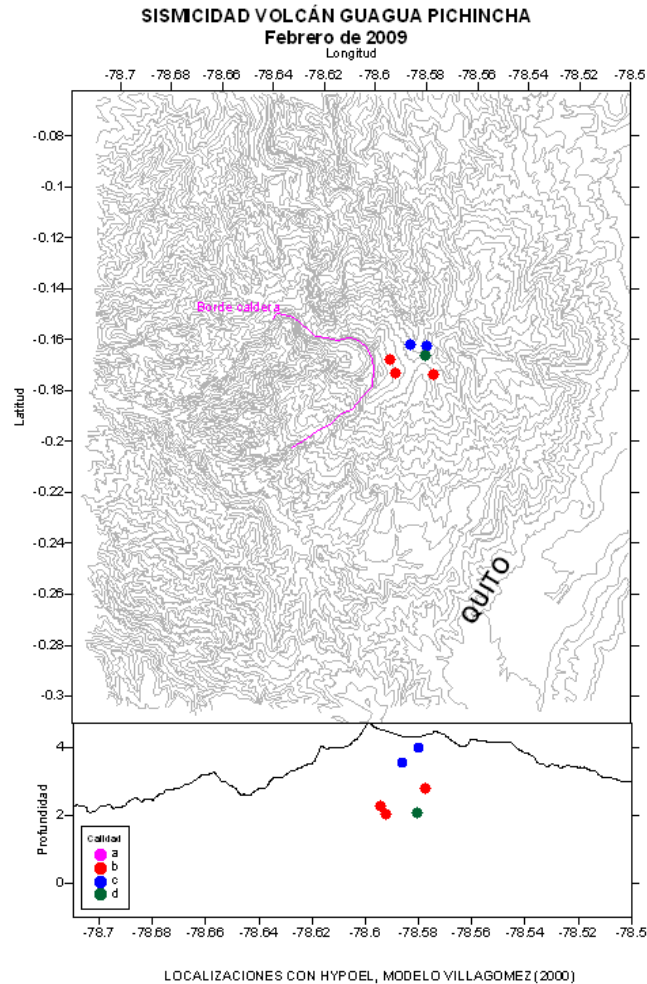 SISMICIDAD VOLCÁN GUAGUA PICHINCHA
Febrero de 2009
Longitud
-78.7 -78.68 -78.66 -78.64 -78.62 -78.6 -78.58 -78.56 -78.54 -78.52 -78.5
-0.08
-0.1
-0.12
-0.14
Borde caldera
-0.16
-0.18
Latitud
-0.2
-0.22
-0.24
-0.26
QUITO
-0.28
-0.3
4
Profundidad
2
Calidad
a
b
0
c
d
-78.7 -78.68 -78.66 -78.64 -78.62 -78.6 -78.58 -78.56 -78.54 -78.52 -78.5
LOCALIZACIONES CON HYPOEL, MODELO VILLAGOMEZ (2000)